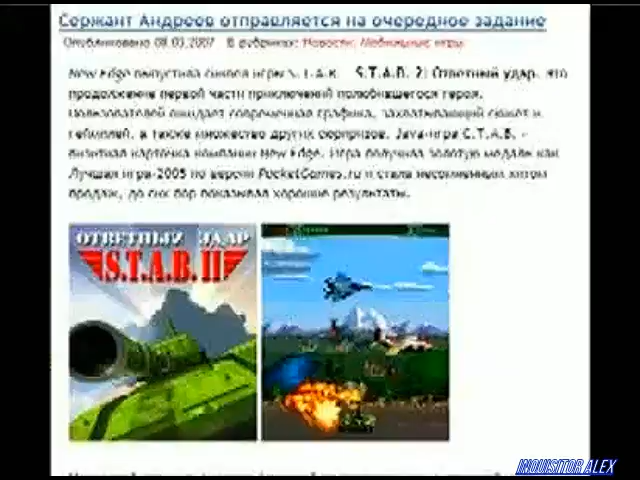 Сержант Андреев отправляется на очередное задание
Опубликовано 08.03.2007 В рубриках: Новости, Мобильные игры
New Edge выпустила сиквел игры S.T.A.B. - S.T.A.B. 2: Ответный удар, это
продолжение первой части приключений полюбившегося героя.
Пользователей ожидает современная графика, захватывающий сюжет и
геймплей, а также множество других сюрпризов. Java-игра С.Т.А.В. -
визитная карточка компании New Edge. Игра получила золотую медаль как
Лучшая игра-2005 по версии PocketGames.ru и стала несомненным хитом
продаж, до сих пор показывая хорошие результаты.
ОТВЕТНЫЙ УДАР
S.T.A.B. II
INQUISITOR ALEX